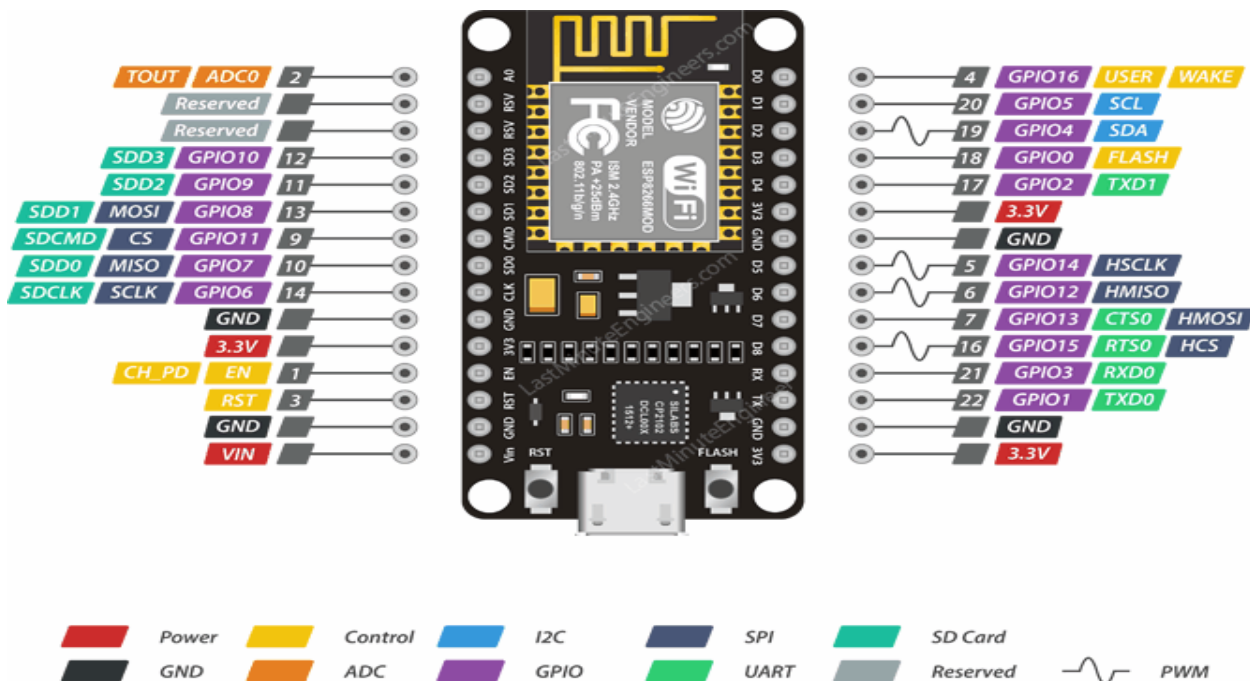 TOUT ADC0 2
Reserved
Reserved
SDD3 GPIO10 12
SDD2 GPIO9 11
SDD1 MOSI GPIO8 13
SDCMD CS GPIO11 9
SDD0 MISO GPIO7 10
SDCLK SCLK GPIO6 14
GND
3.3V
CH_PD EN 1
RST 3
GND
VIN
A0
RSV
RSV
SD3
SD2
SD1
CMD
SD0
CLK
GND
3V3
EN
RST
GND
Vin
LastMinuteEngineers.com
MODEL
VENDOR
ESP8266MOD
WiFi
FC
ISM 2.4GHz
PA +25dBm
802.11b/g/n
SILABS
CP2102
DCL00X
1512+
RST
FLASH
D0
D1
D2
D3
D4
3V3
GND
D5
D6
D7
D8
RX
TX
GND
3V3
4 GPIO16 USER WAKE
20 GPIO5 SCL
19 GPIO4 SDA
18 GPIO0 FLASH
17 GPIO2 TXD1
3.3V
GND
5 GPIO14 HSCLK
6 GPIO12 HMISO
7 GPIO13 CTS0 HMOSI
16 GPIO15 RTS0 HCS
21 GPIO3 RXD0
22 GPIO1 TXD0
GND
3.3V
Power Control I2C SPI SD Card
GND ADC GPIO UART Reserved PWM